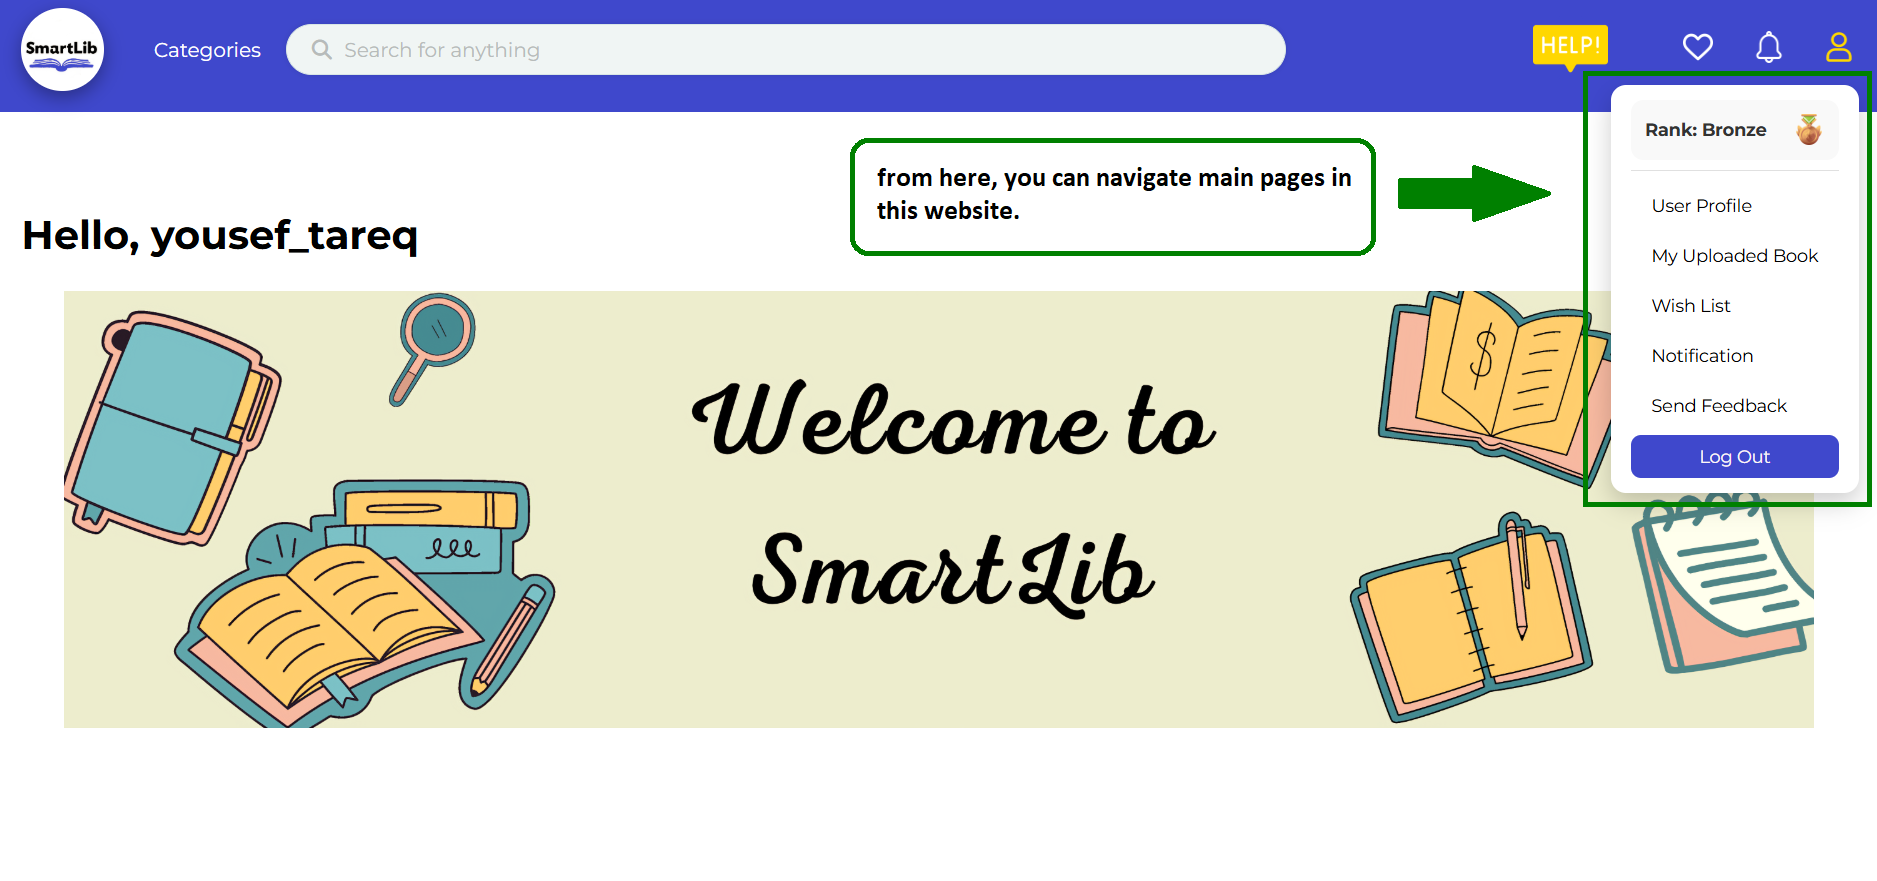 SmartLib
Categories
Search for anything
HELP!
Rank: Bronze
from here, you can navigate main pages in
this website.
User Profile
My Uploaded Book
Wish List
Notification
Send Feedback
Log Out
Hello, yousef_tareq
Welcome to
SmartLib
$